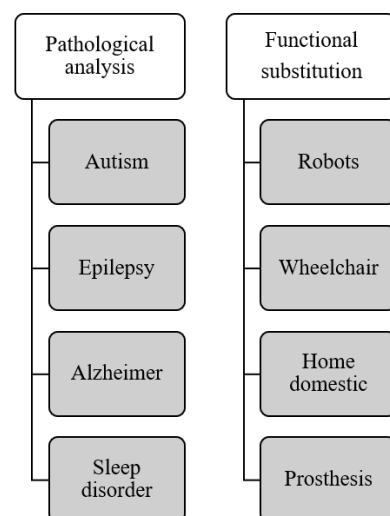 Pathological
analysis
Autism
Epilepsy
Alzheimer
Sleep
disorder
Functional
substitution
Robots
Wheelchair
Home
domestic
Prosthesis